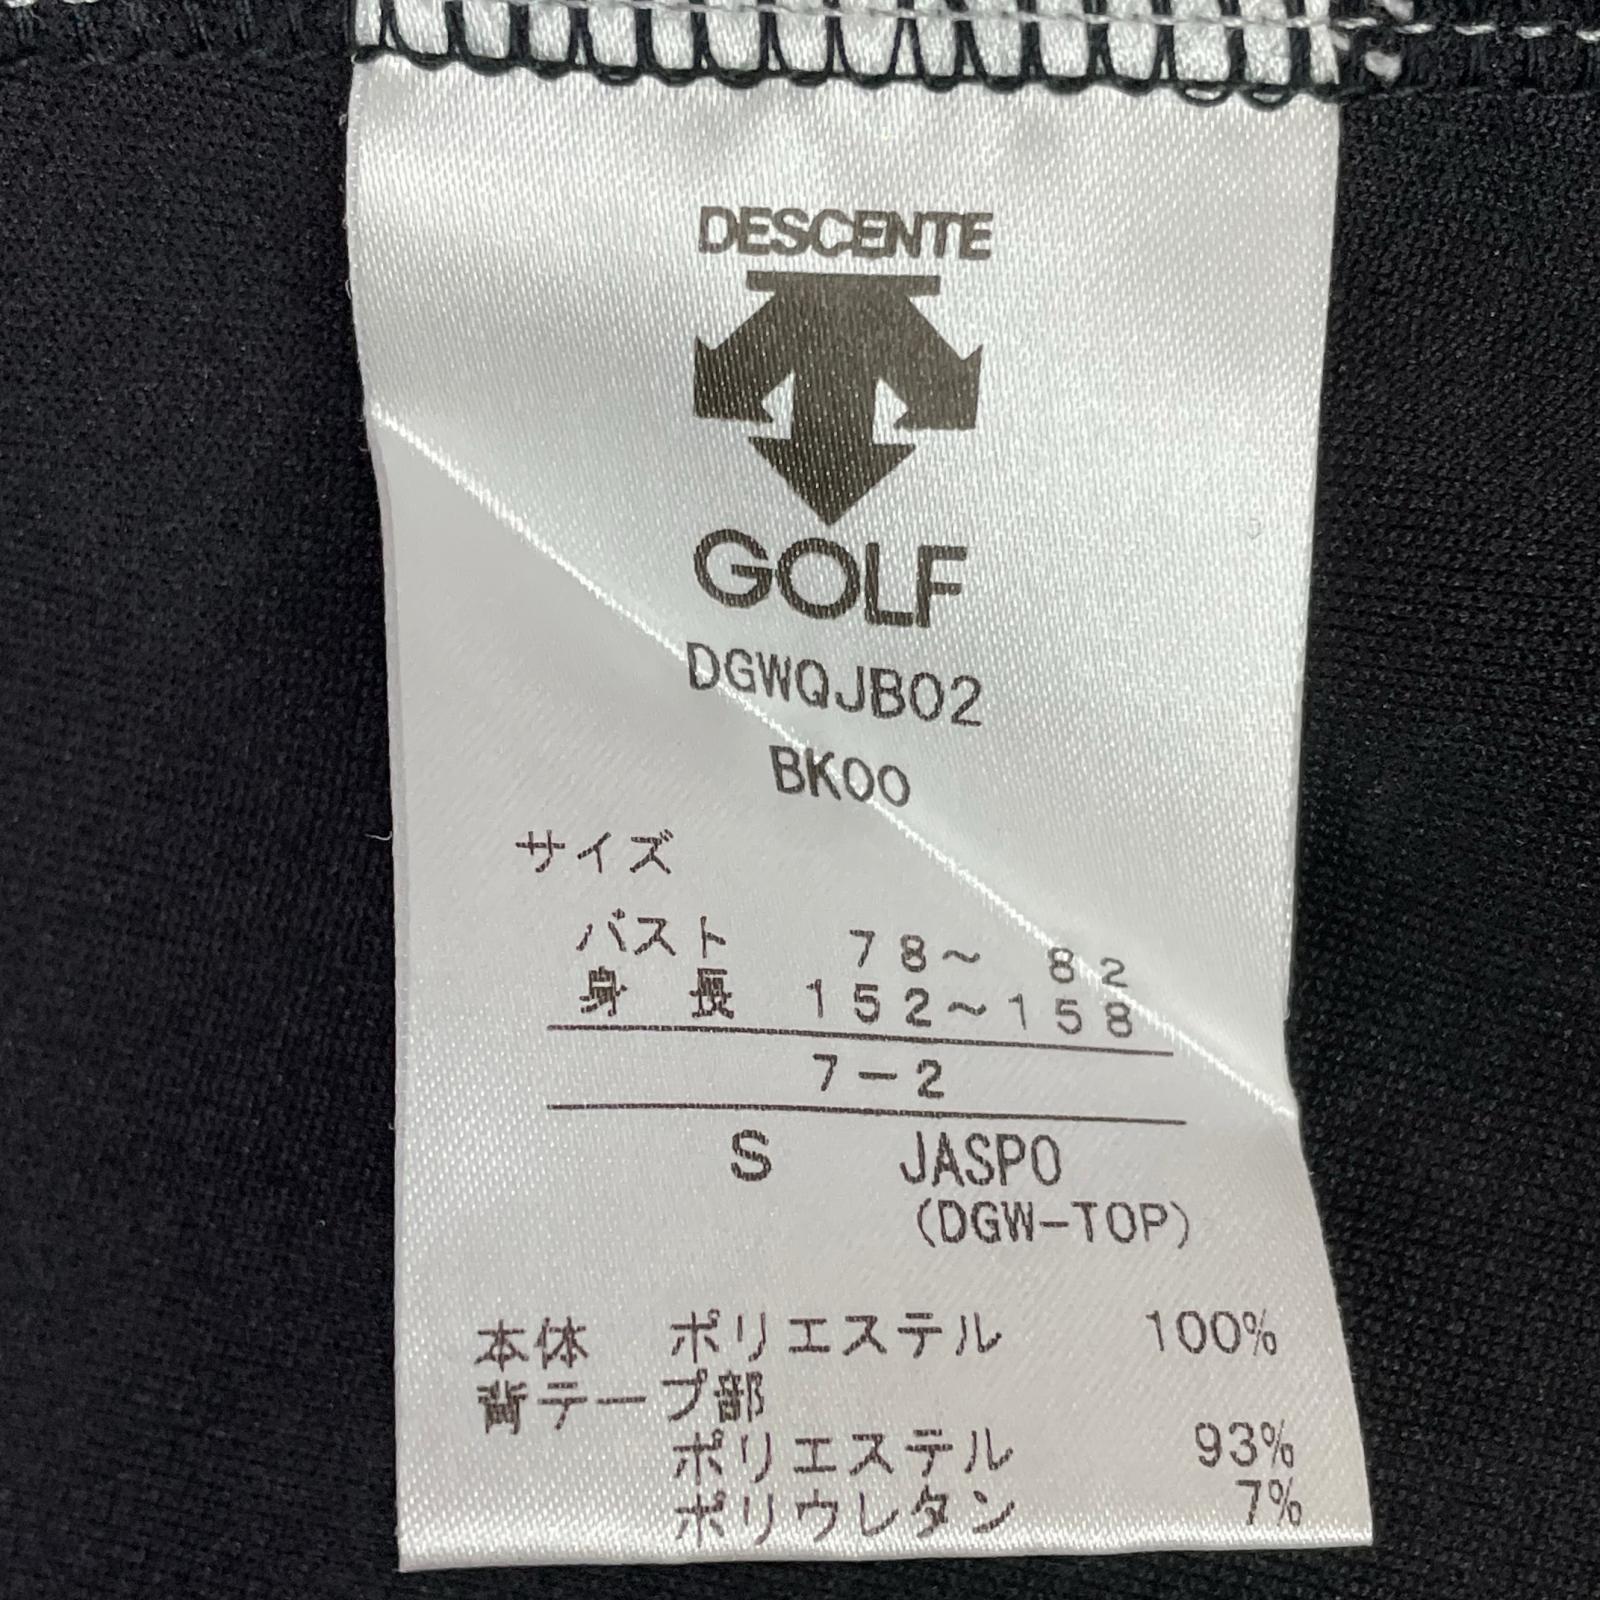 DESCENTE
GOLF
DGWQJB02
BK00
サイズ
バスト 78～ 82
身 長 152～158
7－2
S JASPO
(DGW-TOP)
本体 ポリエステル 100%
背テープ部
ポリエステル 93%
ポリウレタン 7%